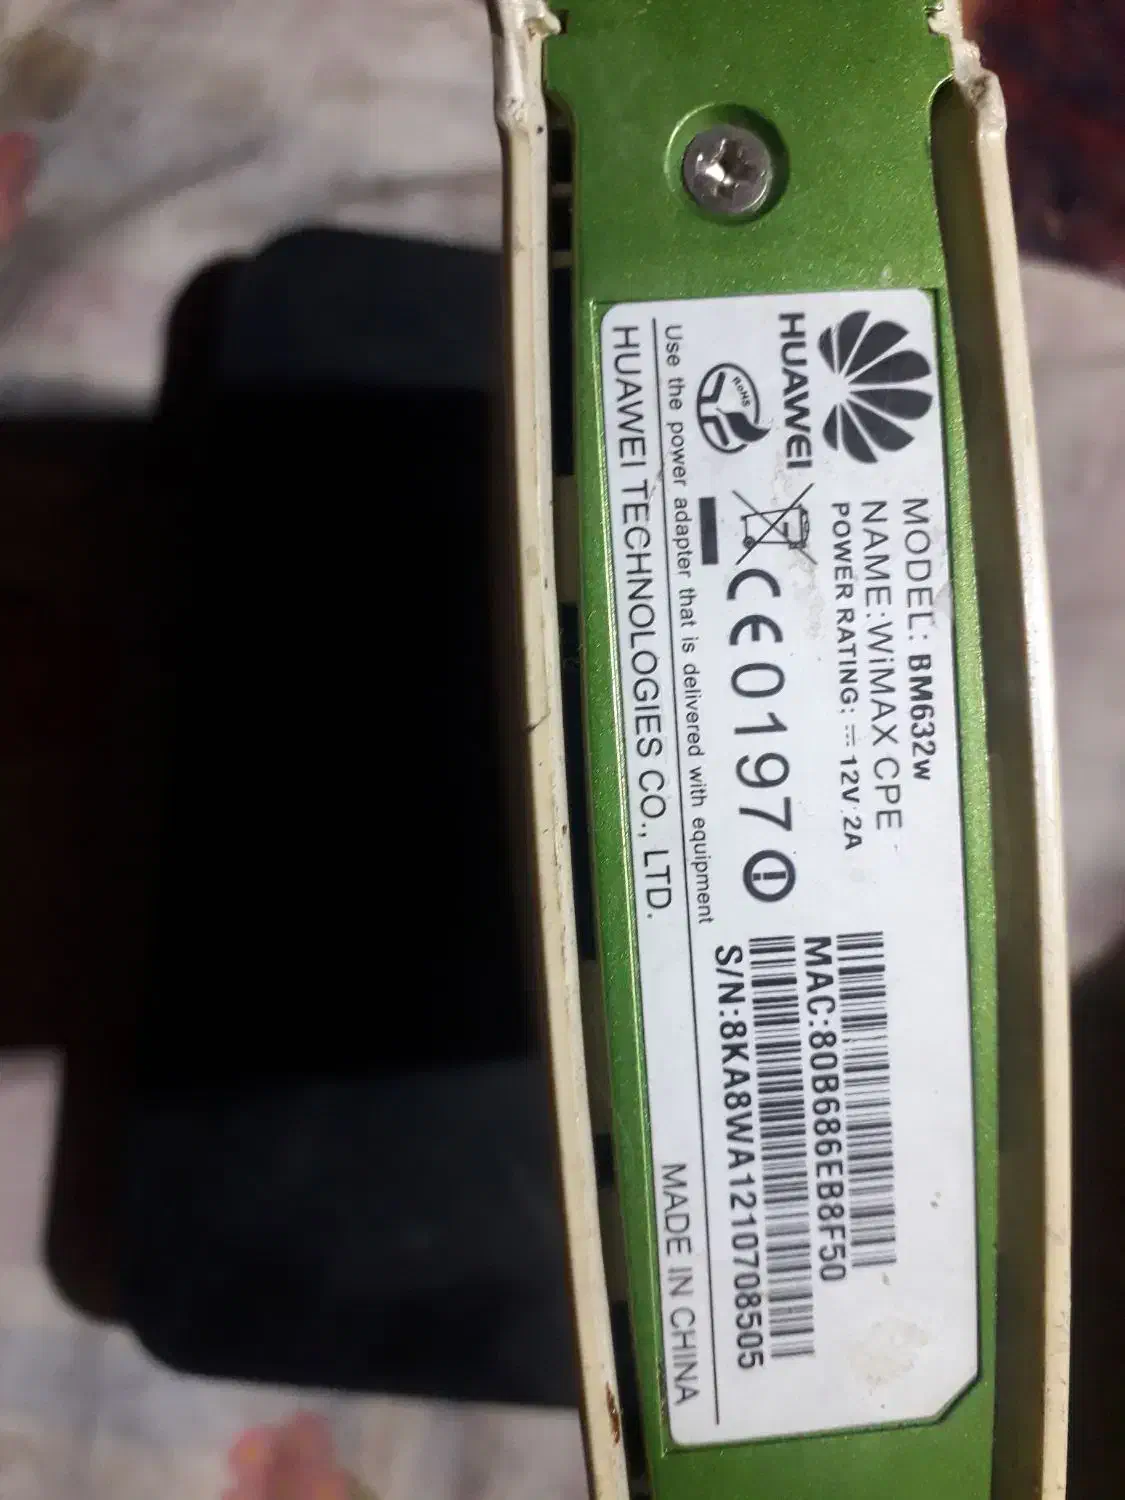 HUAWEI
MODEL: BM632w
NAME:WiMAX CPE
POWER RATING: ⎓ 12V 2A
RoHS
CE0197
MAC:80B686EB8F50
S/N:8KA8WA1210708505
Use the power adapter that is delivered with equipment
HUAWEI TECHNOLOGIES CO., LTD.
MADE IN CHINA